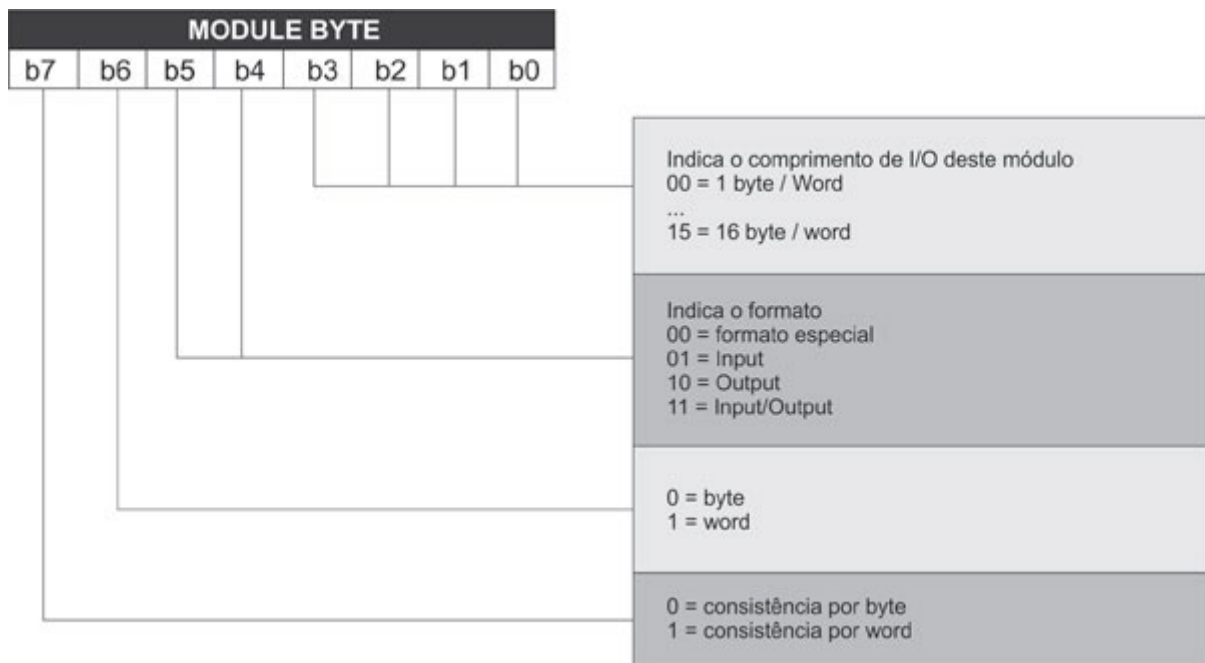 MODULE BYTE
b7 b6 b5 b4 b3 b2 b1 b0
Indica o comprimento de I/O deste módulo
00 = 1 byte / Word
...
15 = 16 byte / word
Indica o formato
00 = formato especial
01 = Input
10 = Output
11 = Input/Output
0 = byte
1 = word
0 = consistência por byte
1 = consistência por word